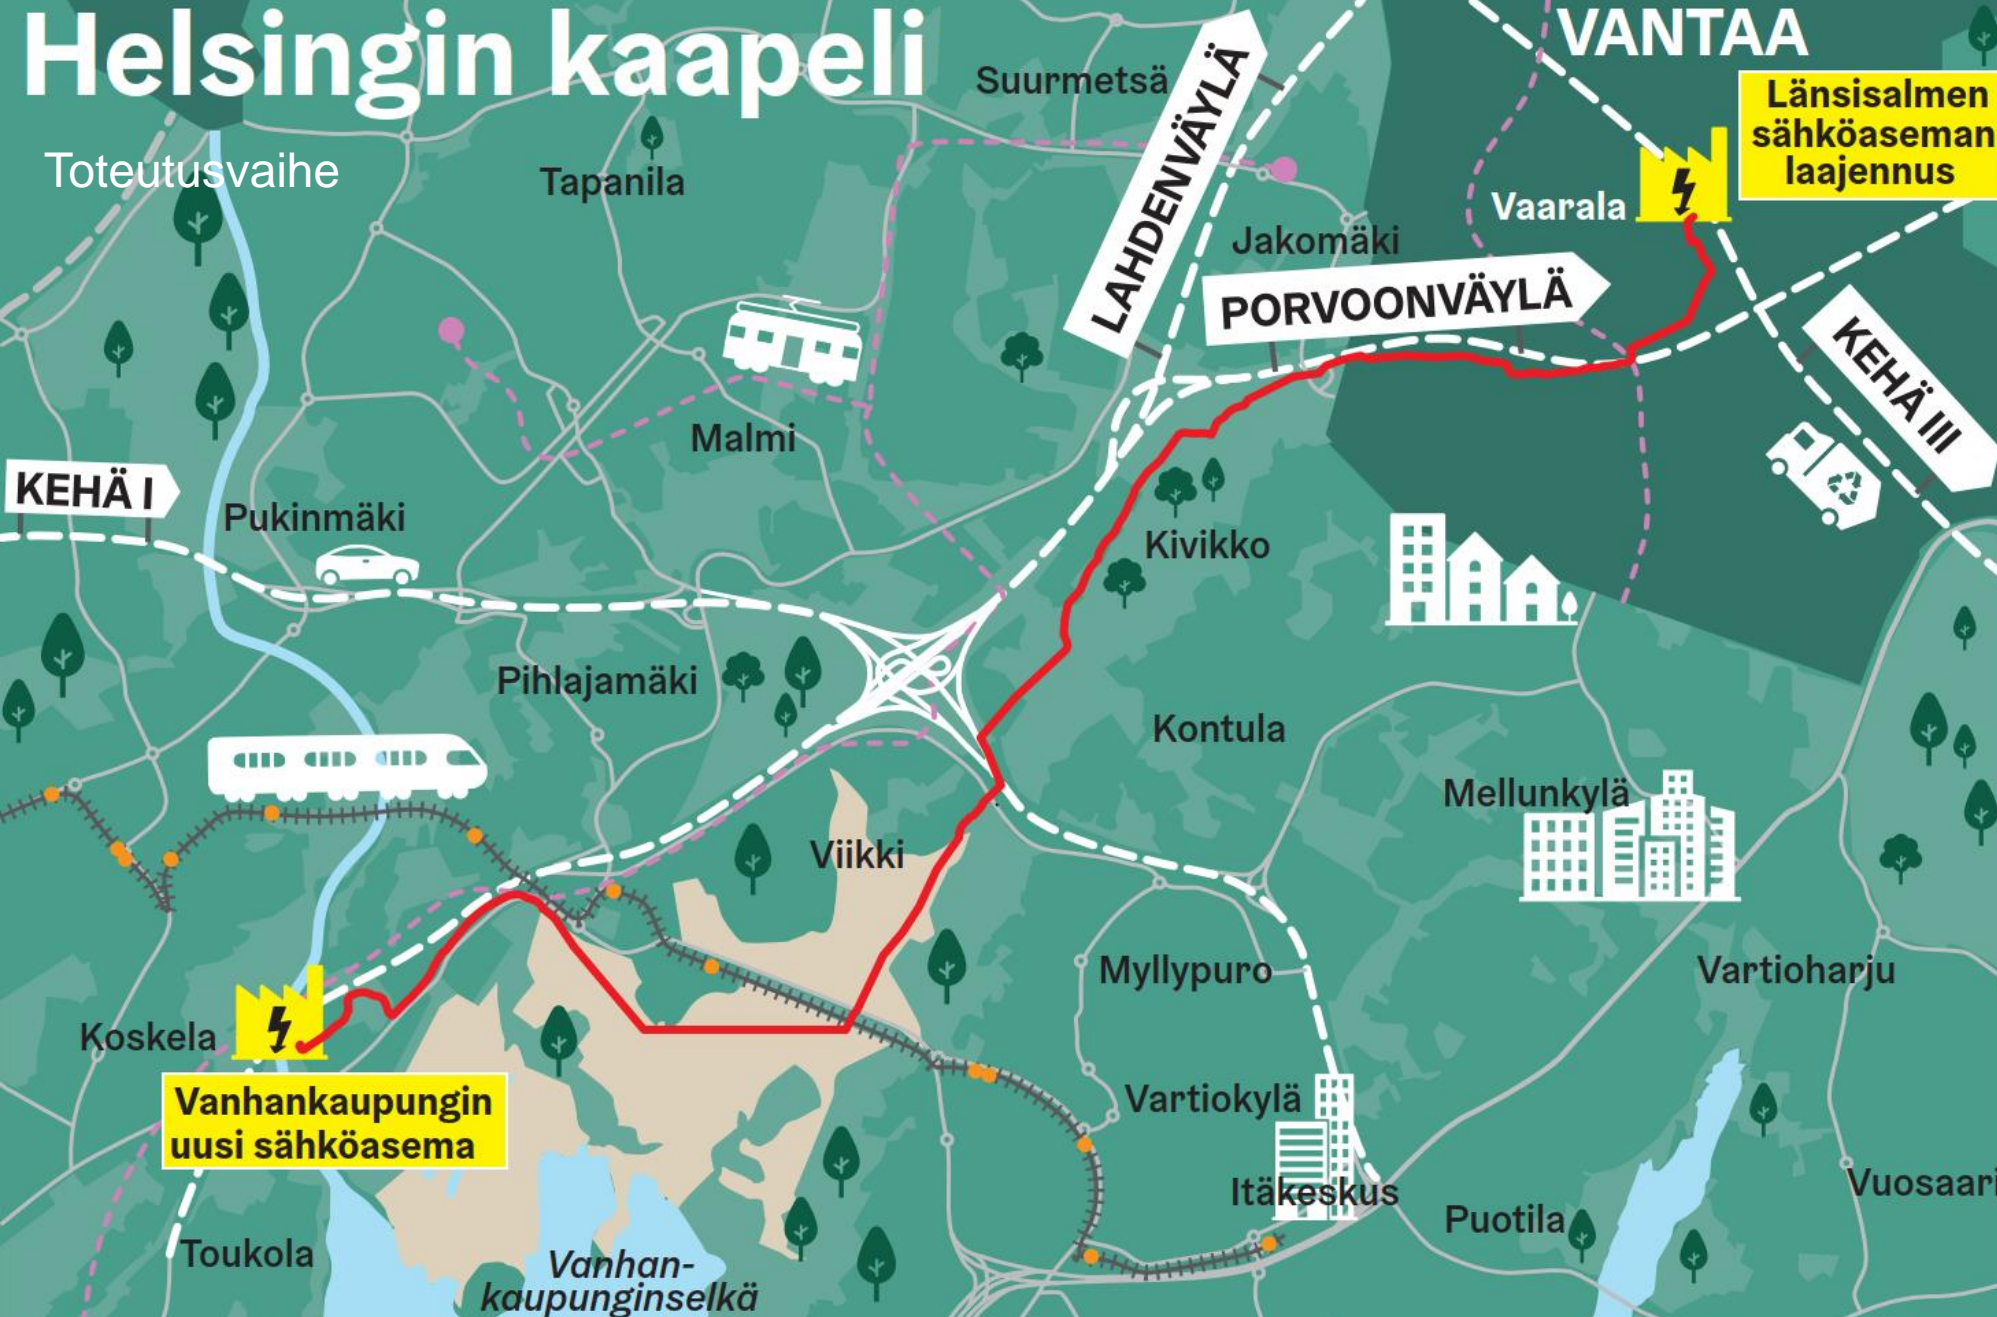 Helsingin kaapeli
Toteutusvaihe
VANTAA
Suurmetsä
Länsisalmen
sähköaseman
laajennus
LAHDENVÄYLÄ
Tapanila
Vaarala
Jakomäki
PORVOONVÄYLÄ
KEHÄ III
Malmi
KEHÄ I
Pukinmäki
Kivikko
Pihlajamäki
Kontula
Mellunkylä
Viikki
Myllypuro
Vartioharju
Koskela
Vanhankaupungin
uusi sähköasema
Vartiokylä
Itäkeskus
Vuosaari
Puotila
Toukola
Vanhan-
kaupunginselkä